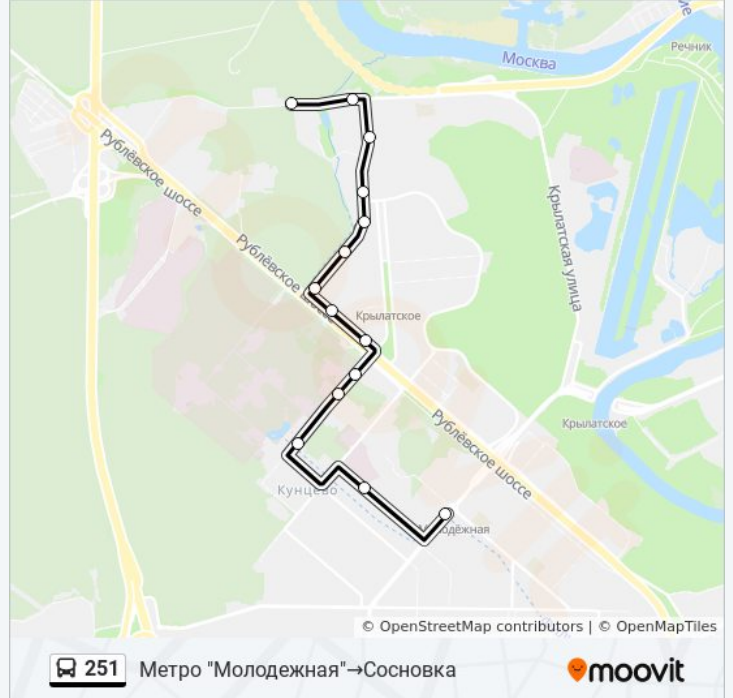 Москва
Речник
Рублёвское шоссе
Рублёвское шоссе
Крылатская улица
Крылатское
Рублёвское шоссе
Крылатское
Кунцево
© OpenStreetMap contributors | © OpenMapTiles
251 Метро "Молодежная"→Сосновка
moovit